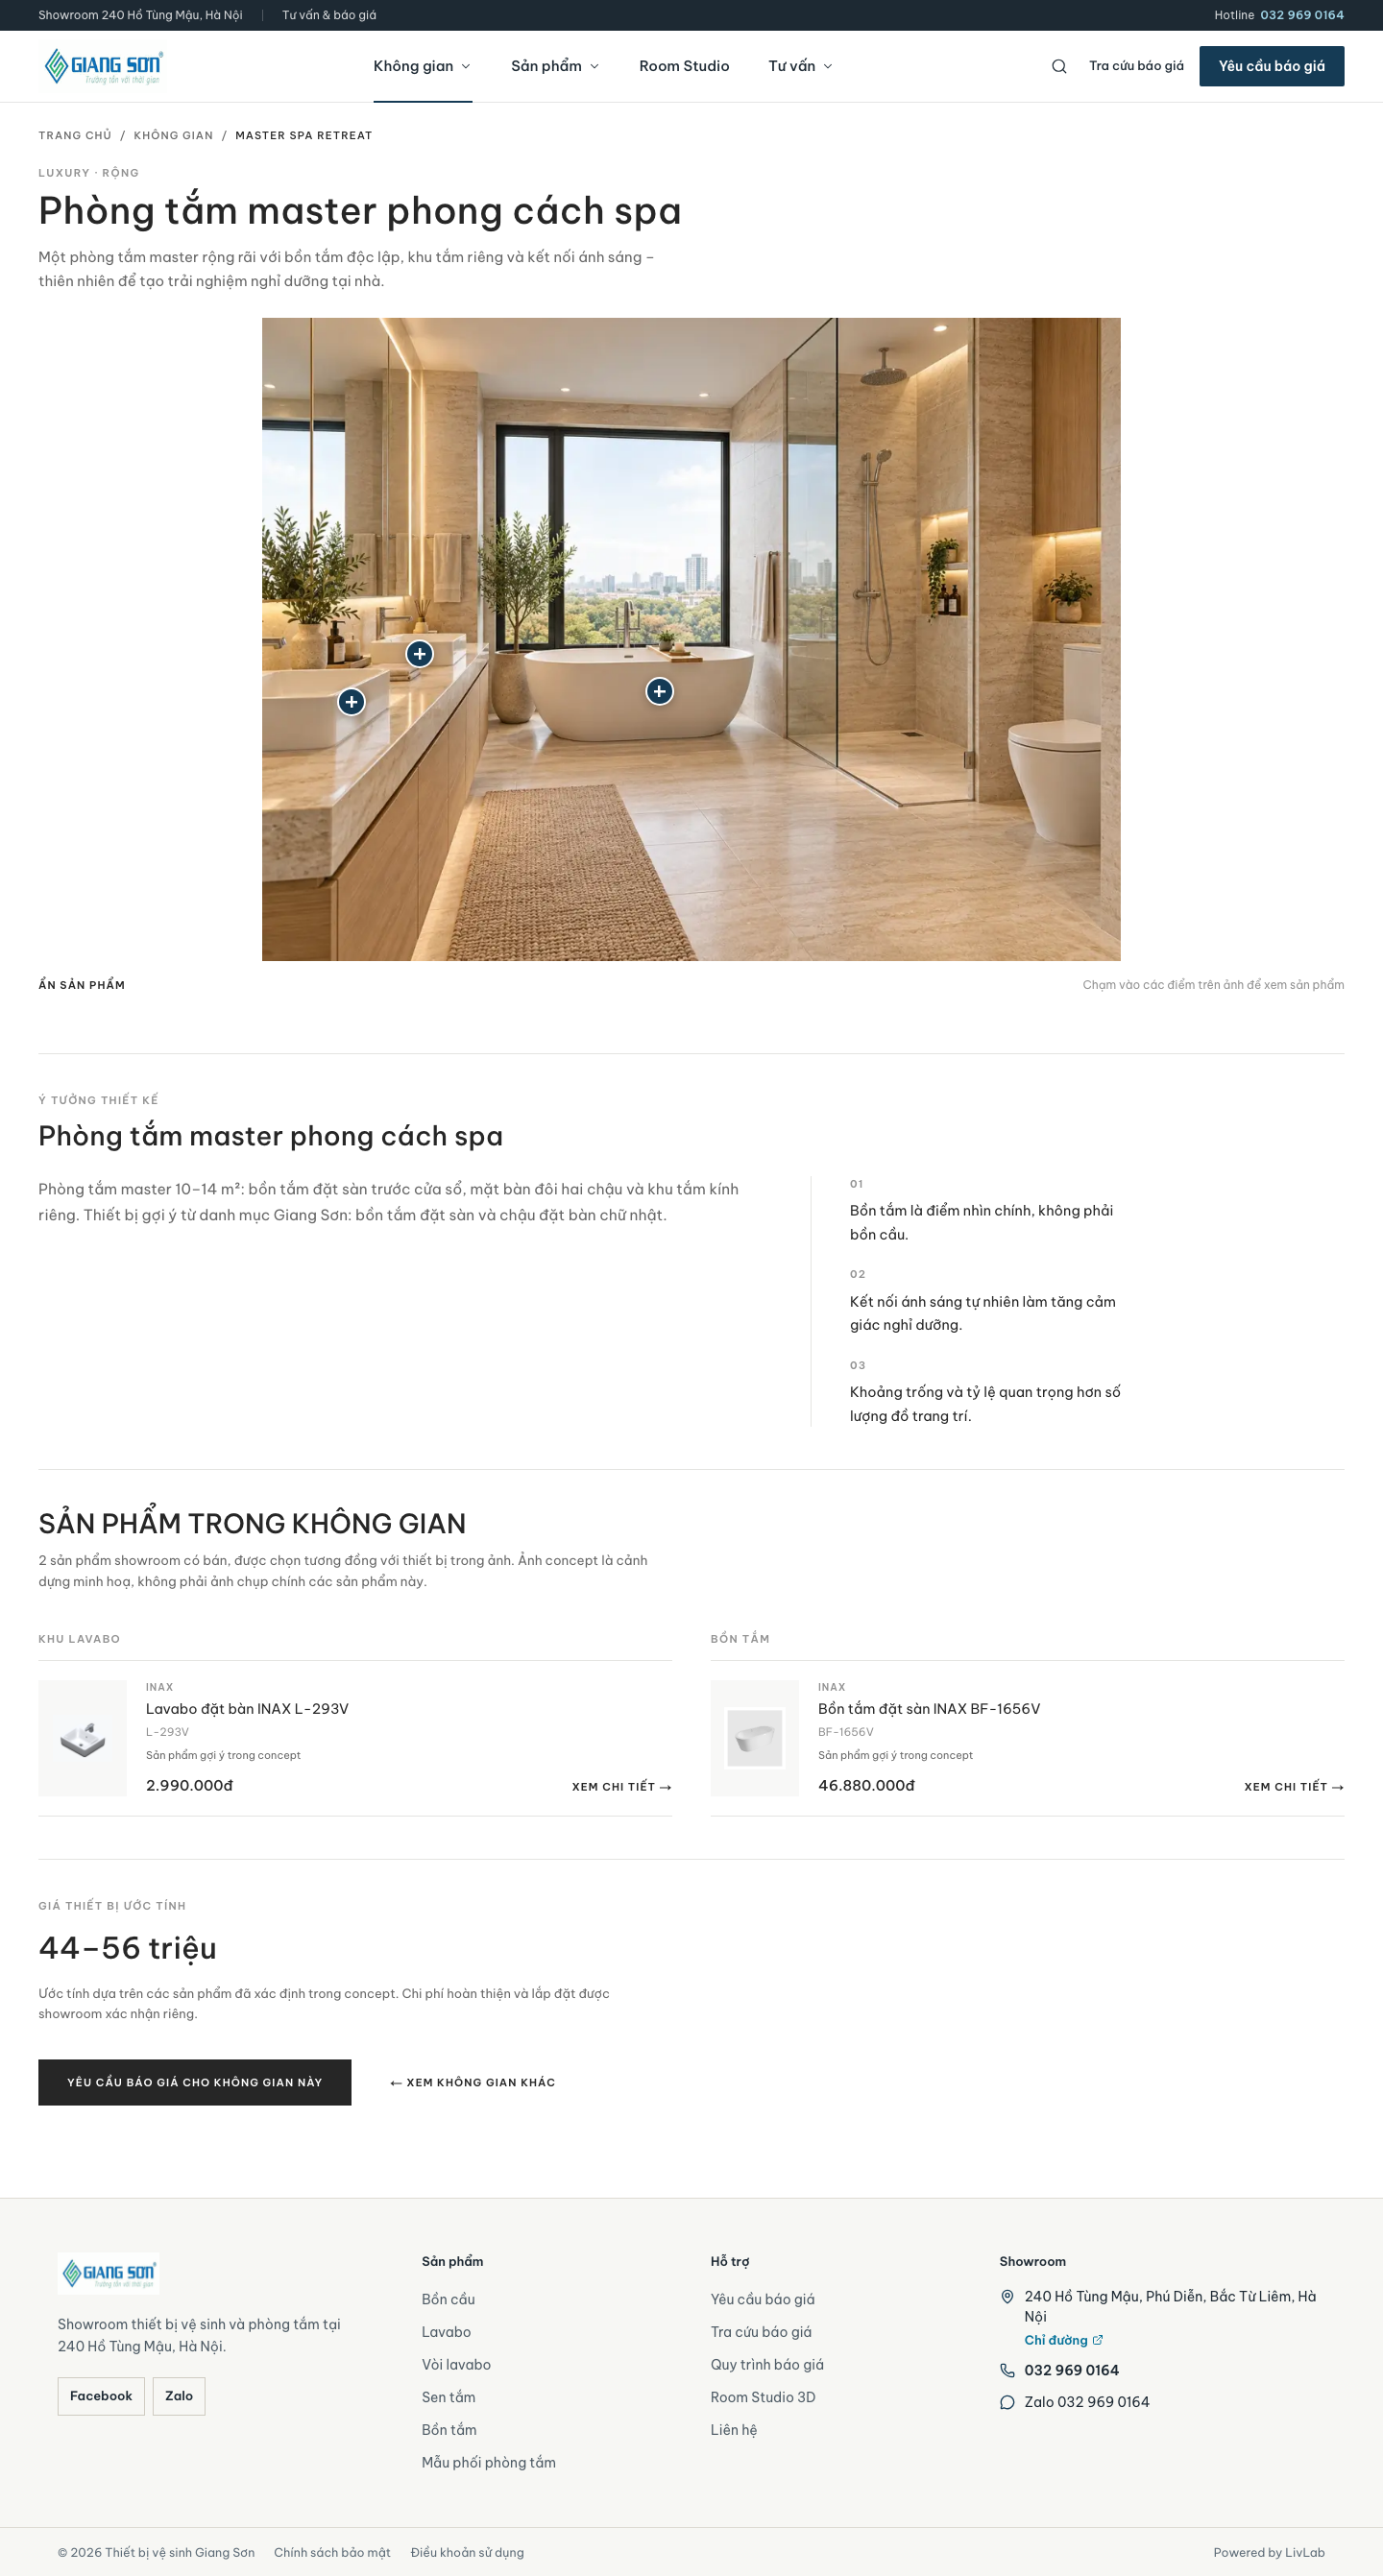 Showroom 240 Hồ Tùng Mậu, Hà Nội
Tư vấn & báo giá
Hotline 032 969 0164
GIANG SƠN®
Trường tồn với thời gian
Không gian
Sản phẩm
Room Studio
Tư vấn
Tra cứu báo giá
Yêu cầu báo giá
TRANG CHỦ / KHÔNG GIAN / MASTER SPA RETREAT
LUXURY · RỘNG
Phòng tắm master phong cách spa
Một phòng tắm master rộng rãi với bồn tắm độc lập, khu tắm riêng và kết nối ánh sáng –
thiên nhiên để tạo trải nghiệm nghỉ dưỡng tại nhà.
ẨN SẢN PHẨM
Chạm vào các điểm trên ảnh để xem sản phẩm
Ý TƯỞNG THIẾT KẾ
Phòng tắm master phong cách spa
Phòng tắm master 10–14 m²: bồn tắm đặt sàn trước cửa sổ, mặt bàn đôi hai chậu và khu tắm kính
riêng. Thiết bị gợi ý từ danh mục Giang Sơn: bồn tắm đặt sàn và chậu đặt bàn chữ nhật.
01
Bồn tắm là điểm nhìn chính, không phải
bồn cầu.
02
Kết nối ánh sáng tự nhiên làm tăng cảm
giác nghỉ dưỡng.
03
Khoảng trống và tỷ lệ quan trọng hơn số
lượng đồ trang trí.
SẢN PHẨM TRONG KHÔNG GIAN
2 sản phẩm showroom có bán, được chọn tương đồng với thiết bị trong ảnh. Ảnh concept là cảnh
dựng minh hoạ, không phải ảnh chụp chính các sản phẩm này.
KHU LAVABO
INAX
Lavabo đặt bàn INAX L-293V
L-293V
Sản phẩm gợi ý trong concept
2.990.000đ
XEM CHI TIẾT →
BỒN TẮM
INAX
Bồn tắm đặt sàn INAX BF-1656V
BF-1656V
Sản phẩm gợi ý trong concept
46.880.000đ
XEM CHI TIẾT →
GIÁ THIẾT BỊ ƯỚC TÍNH
44–56 triệu
Ước tính dựa trên các sản phẩm đã xác định trong concept. Chi phí hoàn thiện và lắp đặt được
showroom xác nhận riêng.
YÊU CẦU BÁO GIÁ CHO KHÔNG GIAN NÀY
← XEM KHÔNG GIAN KHÁC
GIANG SƠN®
Trường tồn với thời gian
Showroom thiết bị vệ sinh và phòng tắm tại
240 Hồ Tùng Mậu, Hà Nội.
Facebook
Zalo
Sản phẩm
Bồn cầu
Lavabo
Vòi lavabo
Sen tắm
Bồn tắm
Mẫu phối phòng tắm
Hỗ trợ
Yêu cầu báo giá
Tra cứu báo giá
Quy trình báo giá
Room Studio 3D
Liên hệ
Showroom
240 Hồ Tùng Mậu, Phú Diễn, Bắc Từ Liêm, Hà
Nội
Chỉ đường
032 969 0164
Zalo 032 969 0164
© 2026 Thiết bị vệ sinh Giang Sơn
Chính sách bảo mật
Điều khoản sử dụng
Powered by LivLab